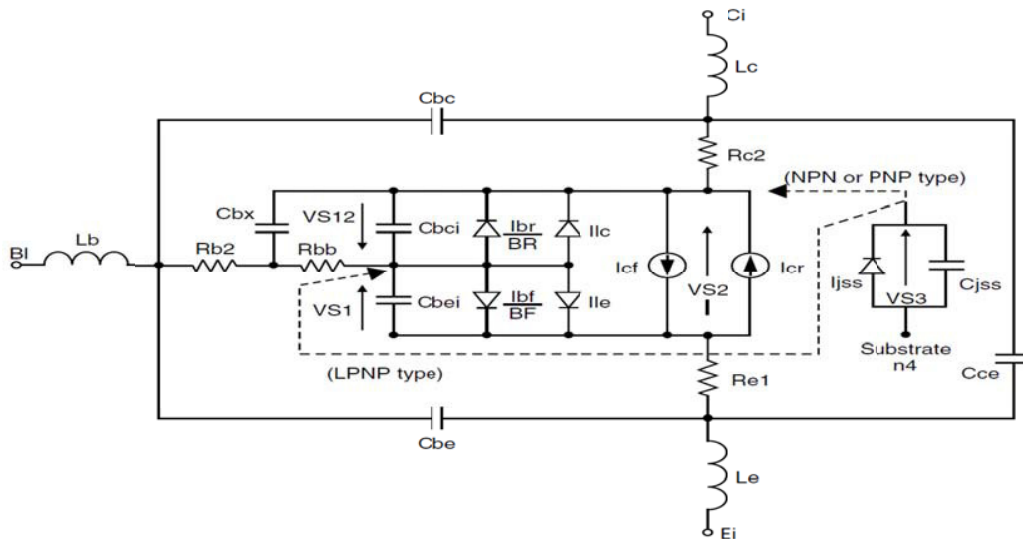 Ci
Lc
Cbc
Rc2
(NPN or PNP type)
Cbx
VS12
Cbci
Ibr
BR
Ilc
BI
Lb
Rb2
Rbb
Icf
VS2
Icr
Ijss
VS3
Cjss
VS1
Cbei
Ibf
BF
Ile
Substrate
n4
(LPNP type)
Re1
Cce
Cbe
Le
Ei